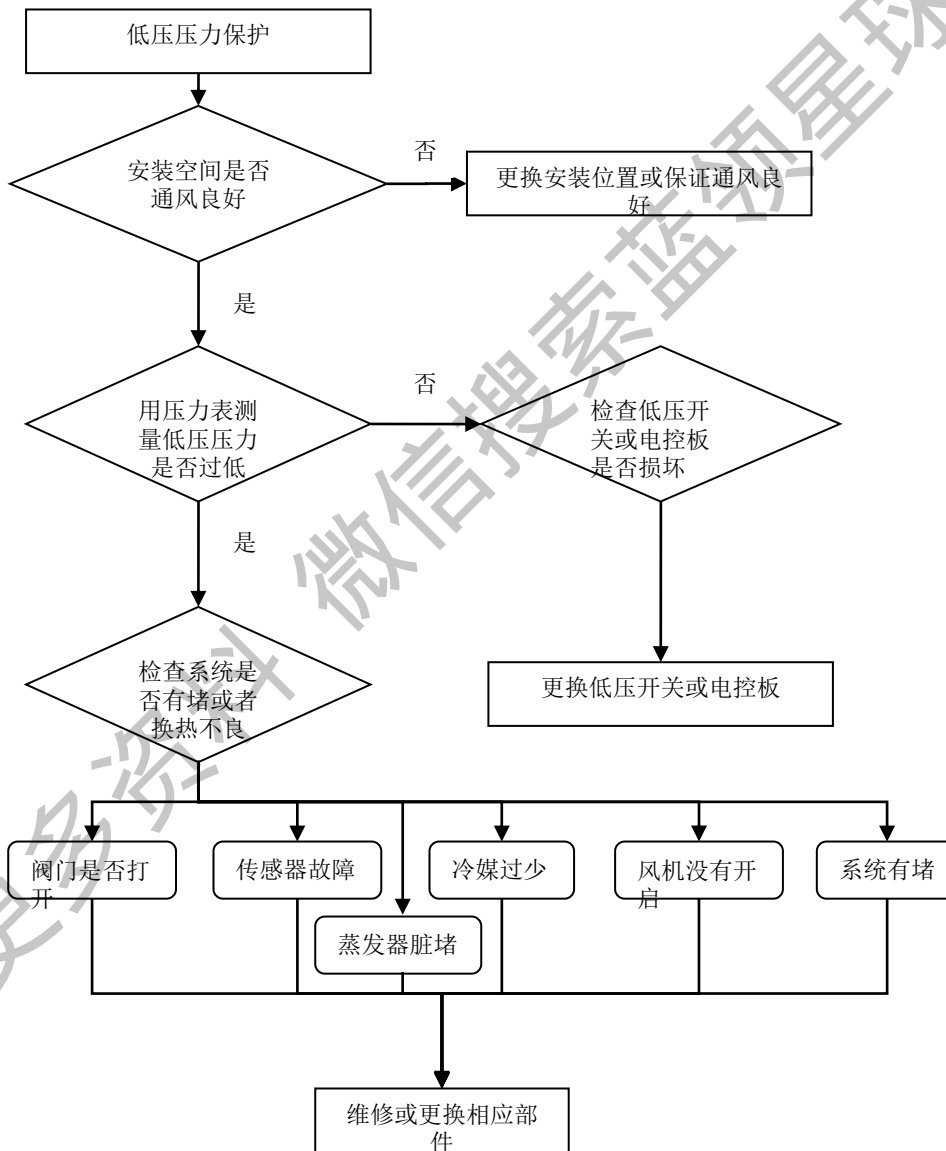 低压压力保护
安装空间是否
通风良好
否
更换安装位置或保证通风良
好
是
用压力表测
量低压压力
是否过低
否
检查低压开
关或电控板
是否损坏
是
检查系统是
否有堵或者
换热不良
更换低压开关或电控板
阀门是否打
开
传感器故障
冷媒过少
风机没有开
启
系统有堵
蒸发器脏堵
维修或更换相应部
件
更多资料 微信搜索蓝领星球